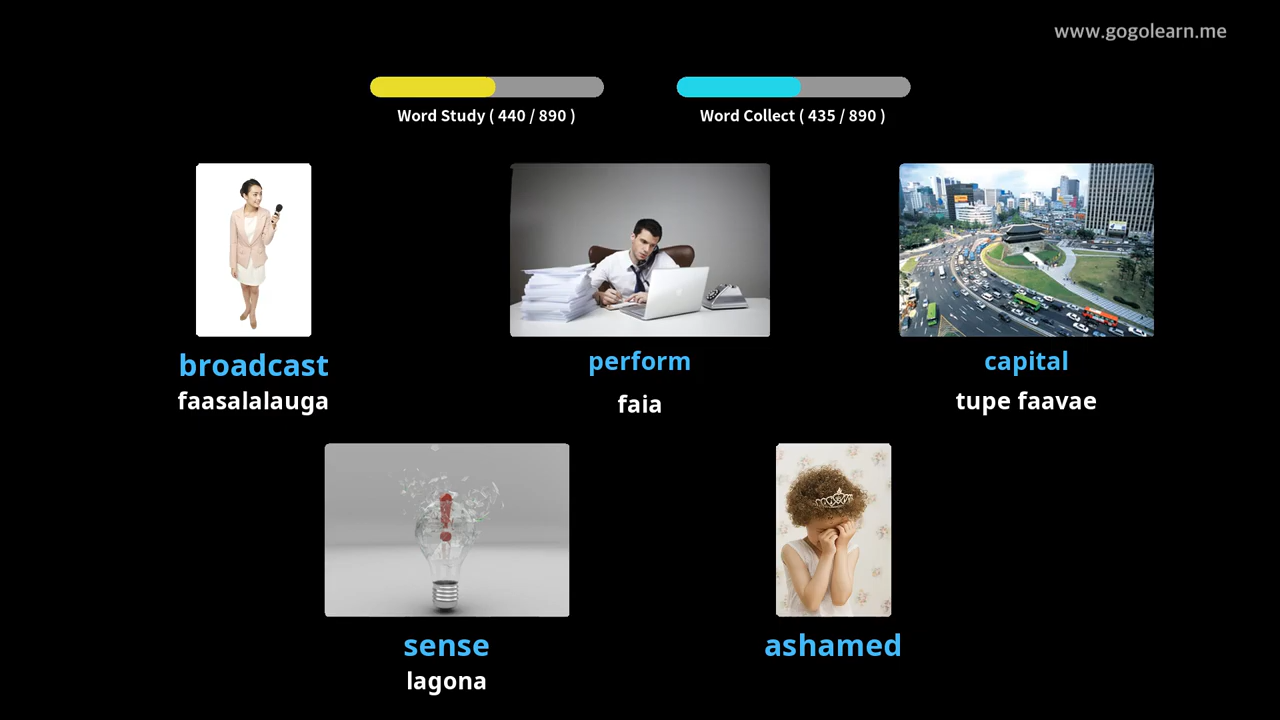 www.gogolearn.me
Word Study ( 440 / 890 )
Word Collect ( 435 / 890 )
broadcast
faasalalauga
perform
faia
capital
tupe faavae
sense
lagona
ashamed